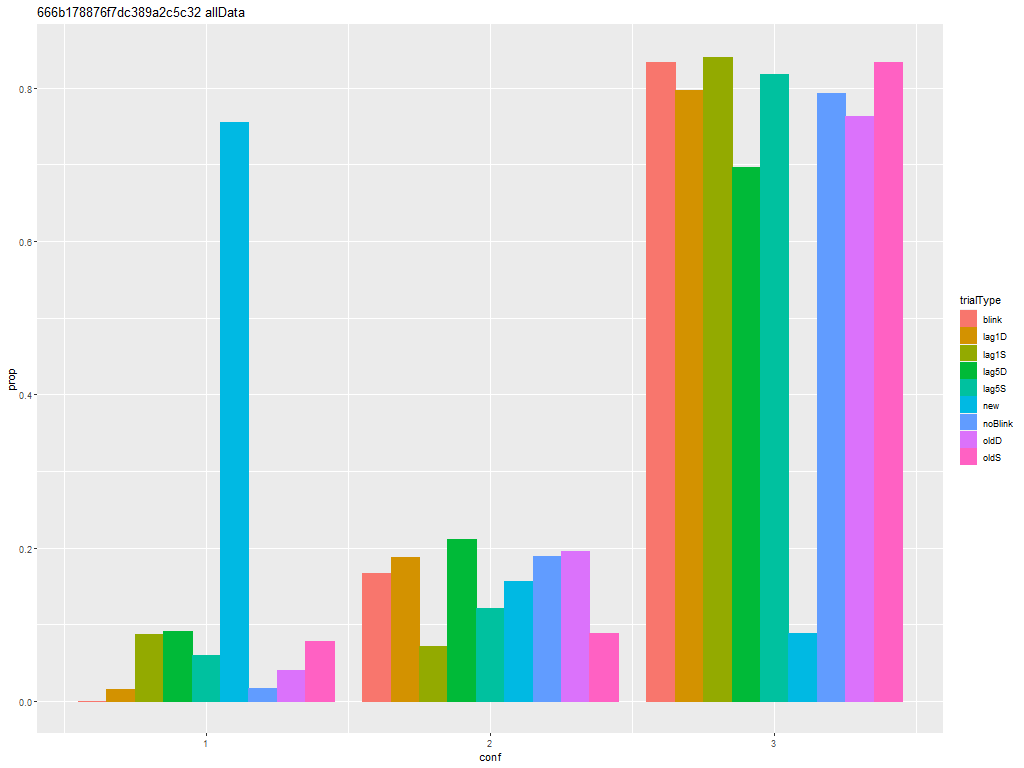 666b178876f7dc389a2c5c32 allData
prop
0.8
0.6
0.4
0.2
0.0
1
2
3
conf
trialType
blink
lag1D
lag1S
lag5D
lag5S
new
noBlink
oldD
oldS